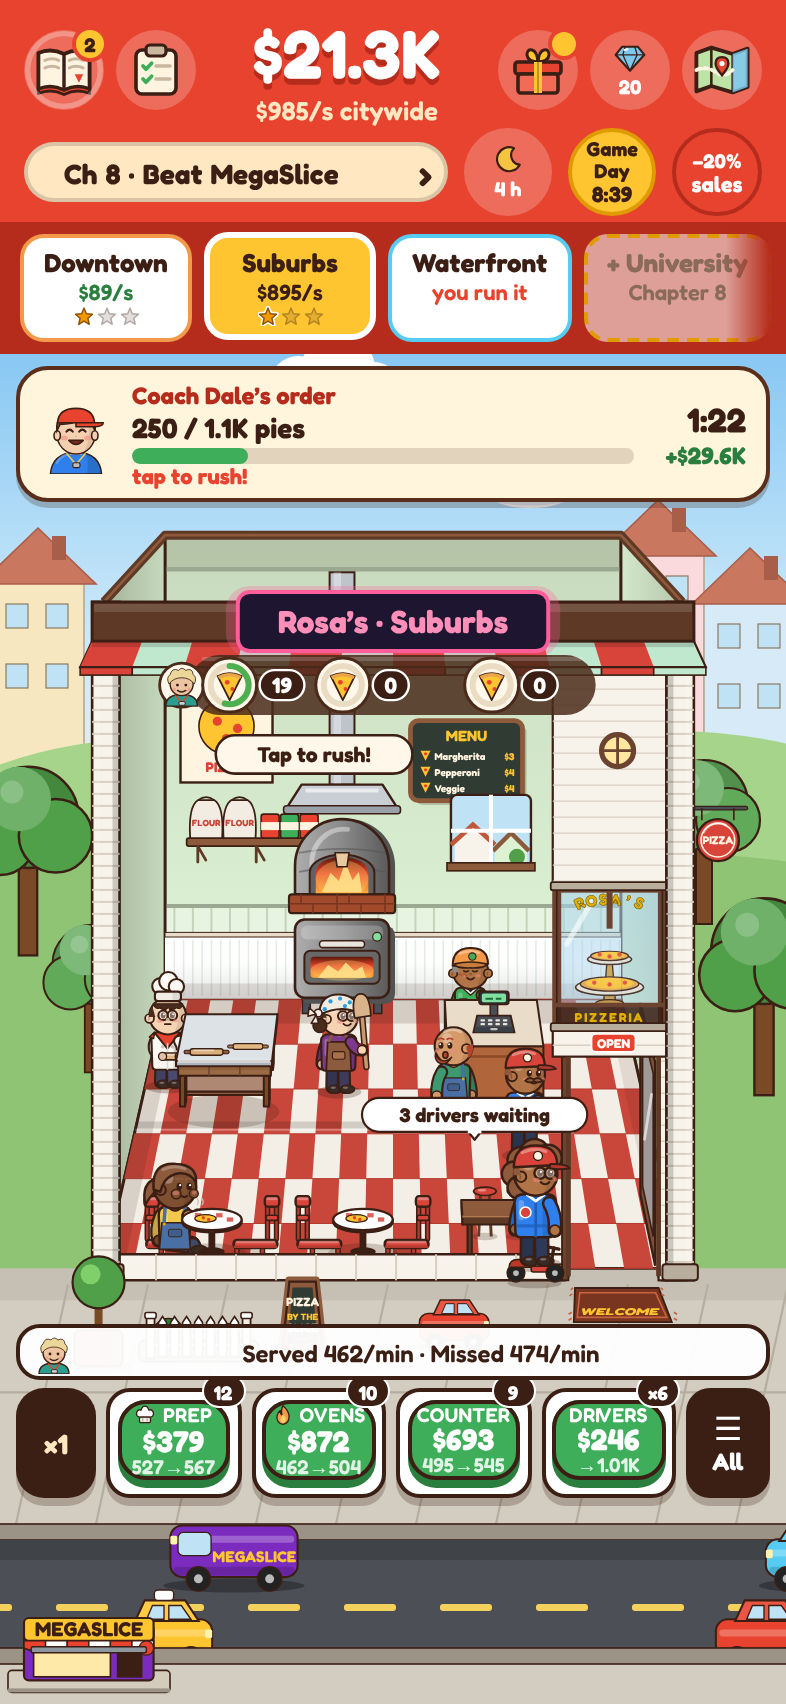 2
$21.3K
$985/s citywide
20
Ch 8 · Beat MegaSlice
4 h
Game
Day
8:39
-20%
sales
Downtown
$89/s
Suburbs
$895/s
Waterfront
you run it
+ University
Chapter 8
Coach Dale's order
250 / 1.1K pies
tap to rush!
1:22
+$29.6K
Rosa's · Suburbs
19
0
0
Tap to rush!
MENU
Margherita $3
Pepperoni $4
Veggie $4
FLOUR FLOUR
PIZZA
ROSA'S
PIZZERIA
OPEN
3 drivers waiting
PIZZA
BY THE
WELCOME
Served 462/min · Missed 474/min
x1
12
PREP
$379
527→567
10
OVENS
$872
462→504
9
COUNTER
$693
495→545
x6
DRIVERS
$246
→1.01K
All
MEGASLICE
MEGASLICE